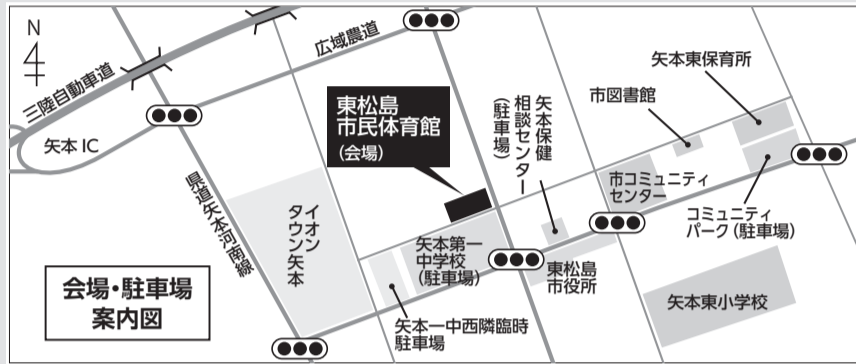 N
三陸自動車道
広域農道
矢本IC
県道矢本河南線
イオン
タウン矢本
東松島
市民体育館
(会場)
矢本保健
相談センター
(駐車場)
矢本東保育所
市図書館
市コミュニティ
センター
コミュニティ
パーク(駐車場)
矢本第一
中学校
(駐車場)
東松島
市役所
矢本東小学校
矢本一中西隣臨時
駐車場
会場・駐車場
案内図